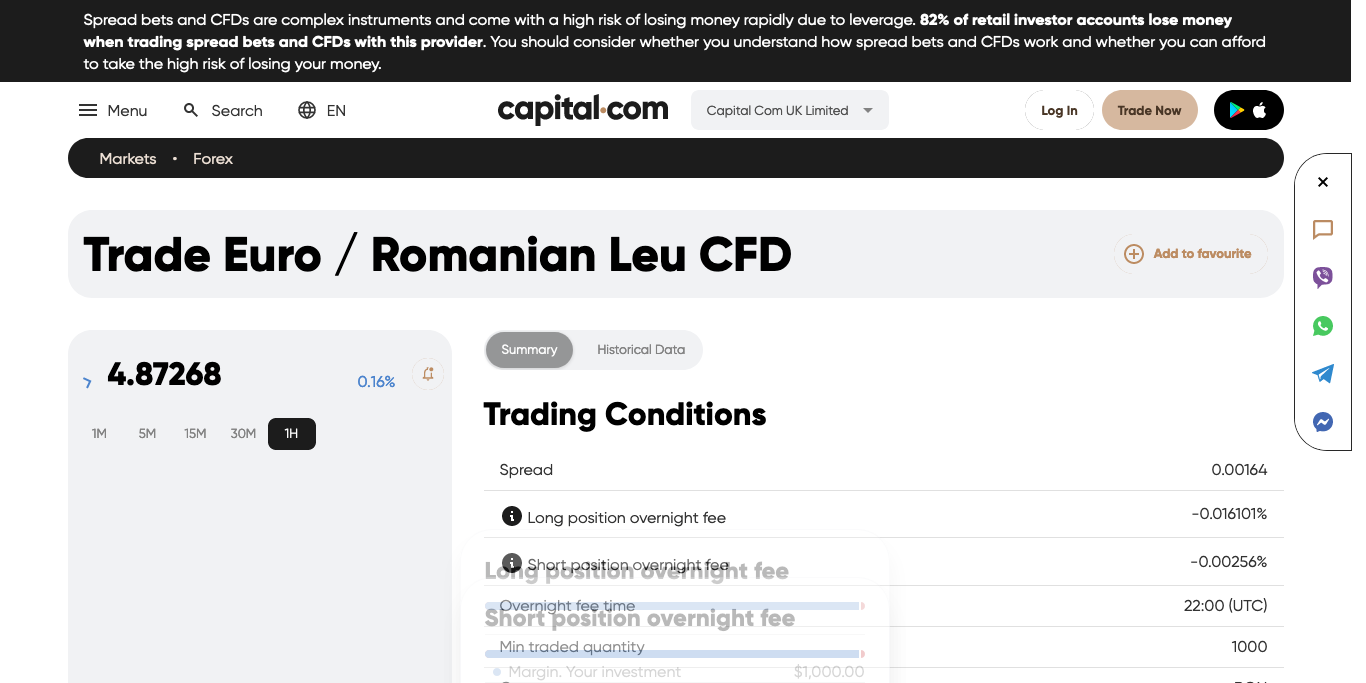 Spread bets and CFDs are complex instruments and come with a high risk of losing money rapidly due to leverage. 82% of retail investor accounts lose money
when trading spread bets and CFDs with this provider. You should consider whether you understand how spread bets and CFDs work and whether you can afford
to take the high risk of losing your money.
Menu Search EN capital.com Capital Com UK Limited Log In Trade Now
Markets • Forex
Trade Euro / Romanian Leu CFD Add to favourite
4.87268 0.16%
1M 5M 15M 30M 1H
Summary Historical Data
Trading Conditions
Spread 0.00164
Long position overnight fee -0.016101%
Short position overnight fee -0.00256%
Long position overnight fee
Overnight fee time 22:00 (UTC)
Short position overnight fee
Min traded quantity 1000
Margin. Your investment $1,000.00